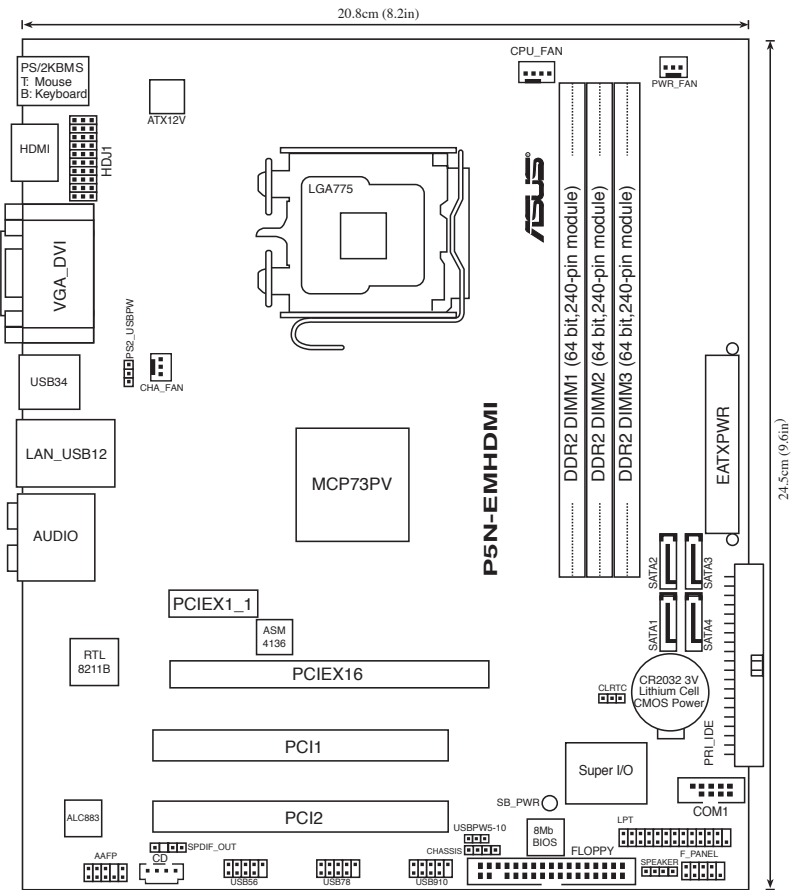 20.8cm (8.2in)
PS/2KBMS
T: Mouse
B: Keyboard
ATX12V
CPU_FAN
PWR_FAN
HDMI
HDJ1
LGA775
ASUS
VGA_DVI
DDR2 DIMM1 (64 bit,240-pin module)
DDR2 DIMM2 (64 bit,240-pin module)
DDR2 DIMM3 (64 bit,240-pin module)
PS2_USBPW
CHA_FAN
USB34
EATXPWR
24.5cm (9.6in)
LAN_USB12
MCP73PV
P5N-EMHDMI
AUDIO
SATA2
SATA3
PCIEX1_1
SATA1
SATA4
ASM
4136
RTL
8211B
PCIEX16
CLRTC
CR2032 3V
Lithium Cell
CMOS Power
PRI_IDE
PCI1
Super I/O
SB_PWR
COM1
ALC883
PCI2
USBPW5-10
8Mb
BIOS
LPT
SPDIF_OUT
CHASSIS
FLOPPY
AAFP
CD
SPEAKER
F_PANEL
USB56
USB78
USB910